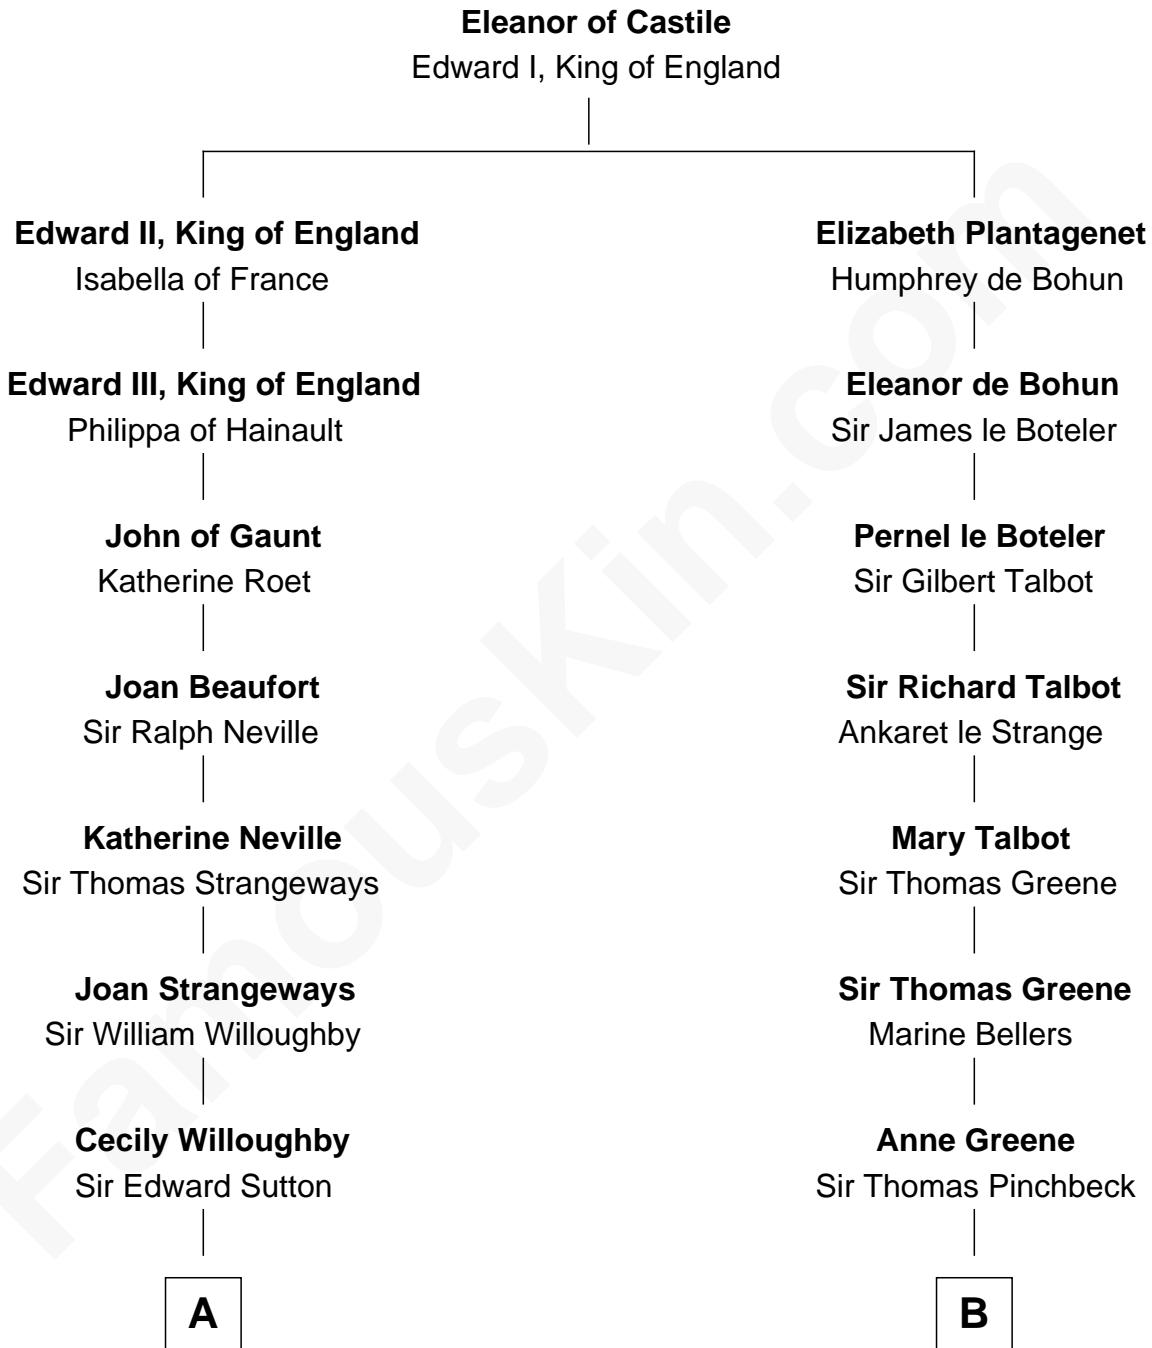 Eleanor of Castile
Edward I, King of England
Edward II, King of England
Isabella of France
Elizabeth Plantagenet
Humphrey de Bohun
Edward III, King of England
Philippa of Hainault
Eleanor de Bohun
Sir James le Boteler
John of Gaunt
Katherine Roet
Pernel le Boteler
Sir Gilbert Talbot
Joan Beaufort
Sir Ralph Neville
Sir Richard Talbot
Ankaret le Strange
Katherine Neville
Sir Thomas Strangeways
Mary Talbot
Sir Thomas Greene
Joan Strangeways
Sir William Willoughby
Sir Thomas Greene
Marine Bellers
Cecily Willoughby
Sir Edward Sutton
Anne Greene
Sir Thomas Pinchbeck
A
B
FamousKin.com